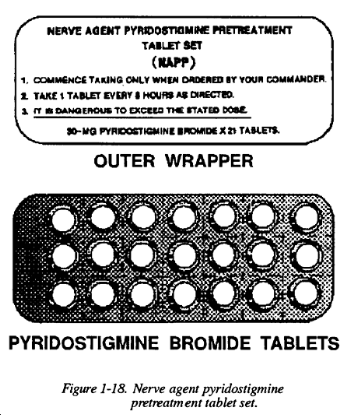 NERVE AGENT PYRIDOSTIGMINE PRETREATMENT
TABLET SET
(NAPP)
1. COMMENCE TAKING ONLY WHEN ORDERED BY YOUR COMMANDER.
2. TAKE 1 TABLET EVERY 8 HOURS AS DIRECTED.
3. IT IS DANGEROUS TO EXCEED THE STATED DOSE.
30-MG PYRIDOSTIGMINE BROMIDE X 21 TABLETS.
OUTER WRAPPER
PYRIDOSTIGMINE BROMIDE TABLETS
Figure 1-18. Nerve agent pyridostigmine
pretreatment tablet set.